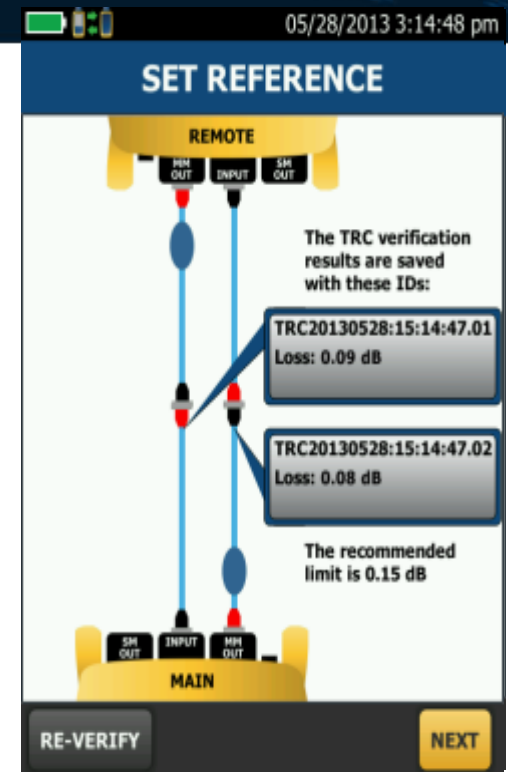 05/28/2013 3:14:48 pm
SET REFERENCE
REMOTE
MM OUT
INPUT
SM OUT
The TRC verification
results are saved
with these IDs:
TRC20130528:15:14:47.01
Loss: 0.09 dB
TRC20130528:15:14:47.02
Loss: 0.08 dB
The recommended
limit is 0.15 dB
SM OUT
INPUT
MM OUT
MAIN
RE-VERIFY
NEXT